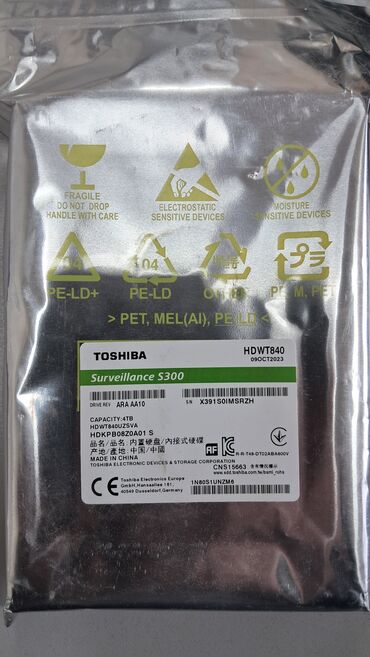 FRAGILE
DO NOT DROP
HANDLE WITH CARE
ELECTROSTATIC
SENSITIVE DEVICES
MOISTURE
SENSITIVE DEVICES
04
PE-LD+
PE-LD
> PET, MEL(Al), PE-LD <
TOSHIBA
HDWT840
09OCT2023
Surveillance S300
DRIVE REV. ARA AA10
S/N X391S0IMSRZH
CAPACITY:4TB
HDWT840UZSVA
HDKPB08Z0A01 S
品名: 内置硬盘/內接式硬碟
产地/產地: 中国/中國
MADE IN CHINA
TOSHIBA ELECTRONIC DEVICES & STORAGE CORPORATION
R-R-T48-DT02ABA600V
CNS15663
Toshiba Electronics Europe
GmbH, Hansaallee 181,
40549 Dusseldorf,Germany
1N80S1UNZM6